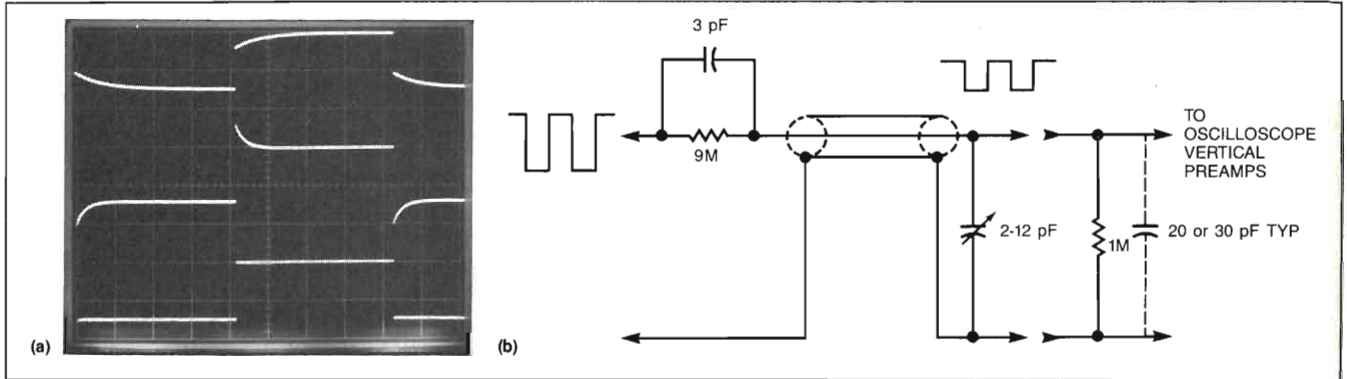 (a)
(b)
3 pF
9M
2-12 pF
1M
20 or 30 pF TYP
TO
OSCILLOSCOPE
VERTICAL
PREAMPS